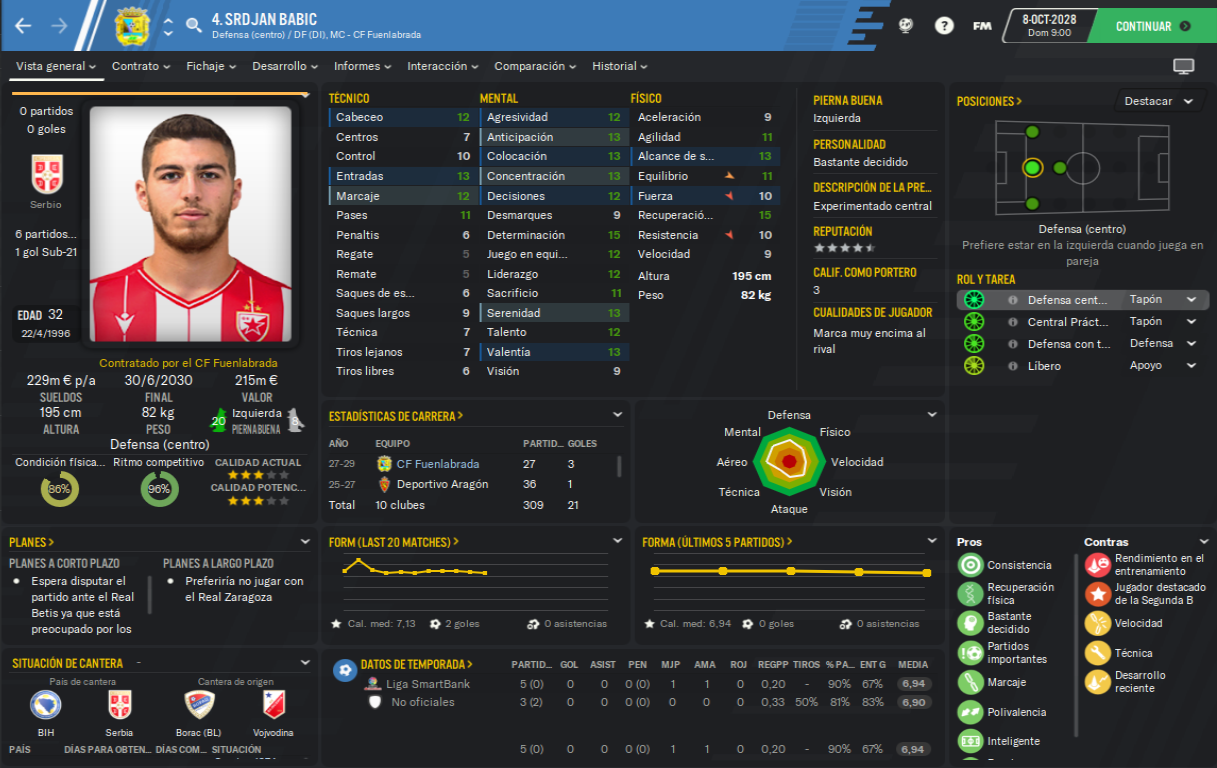 4. SRDJAN BABIC
Defensa (centro) / DF (DI), MC - CF Fuenlabrada
?
FM
8-OCT-2028
Dom 9:00
CONTINUAR
Vista general
Contrato
Fichaje
Desarrollo
Informes
Interacción
Comparación
Historial
0 partidos
0 goles
Serbio
6 partidos...
1 gol Sub-21
EDAD 32
22/4/1996
Contratado por el CF Fuenlabrada
229m € p/a 30/6/2030 215m €
SUELDOS FINAL VALOR
195 cm 82 kg 20 Izquierda 8
ALTURA PESO PIERNA BUENA
Defensa (centro)
Condición física... Ritmo competitivo CALIDAD ACTUAL
86% 96%
CALIDAD POTENC...
TÉCNICO
Cabeceo 12
Centros 7
Control 10
Entradas 13
Marcaje 12
Pases 11
Penaltis 6
Regate 5
Remate 5
Saques de es... 6
Saques largos 9
Técnica 7
Tiros lejanos 7
Tiros libres 6
MENTAL
Agresividad 12
Anticipación 13
Colocación 13
Concentración 13
Decisiones 12
Desmarques 9
Determinación 15
Juego en equi... 12
Liderazgo 12
Sacrificio 11
Serenidad 13
Talento 12
Valentía 13
Visión 9
FÍSICO
Aceleración 9
Agilidad 11
Alcance de s... 13
Equilibrio 11
Fuerza 10
Recuperació... 15
Resistencia 10
Velocidad 9
Altura 195 cm
Peso 82 kg
PIERNA BUENA
Izquierda
PERSONALIDAD
Bastante decidido
DESCRIPCIÓN DE LA PRE...
Experimentado central
REPUTACIÓN
CALIF. COMO PORTERO
3
CUALIDADES DE JUGADOR
Marca muy encima al
rival
POSICIONES >
Destacar
Defensa (centro)
Prefiere estar en la izquierda cuando juega en
pareja
ROL Y TAREA
Defensa cent... Tapón
Central Práct... Tapón
Defensa con t... Defensa
Líbero Apoyo
ESTADÍSTICAS DE CARRERA >
AÑO EQUIPO PARTID... GOLES
27-29 CF Fuenlabrada 27 3
25-27 Deportivo Aragón 36 1
Total 10 clubes 309 21
Defensa
Mental Físico
Aéreo Velocidad
Técnica Visión
Ataque
PLANES >
PLANES A CORTO PLAZO
Espera disputar el
partido ante el Real
Betis ya que está
preocupado por los
PLANES A LARGO PLAZO
Preferiría no jugar con
el Real Zaragoza
FORM (LAST 20 MATCHES) >
Cal. med: 7,13 2 goles 0 asistencias
FORMA (ÚLTIMOS 5 PARTIDOS) >
Cal. med: 6,94 0 goles 0 asistencias
Pros
Consistencia
Recuperación
física
Bastante
decidido
Partidos
importantes
Marcaje
Polivalencia
Inteligente
Contras
Rendimiento en el
entrenamiento
Jugador destacado
de la Segunda B
Velocidad
Técnica
Desarrollo
reciente
SITUACIÓN DE CANTERA -
País de cantera Cantera de origen
BIH Serbia Borac (BL) Vojvodina
PAÍS DÍAS PARA OBTEN... DÍAS COM... SITUACIÓN
DATOS DE TEMPORADA > PARTID... GOL ASIST PEN MJP AMA ROJ REGPP TIROS % PA... ENT G MEDIA
Liga SmartBank 5 (0) 0 0 0 (0) 1 1 0 0,20 - 90% 67% 6,94
No oficiales 3 (2) 0 0 0 (0) 0 0 0 0,33 50% 81% 83% 6,90
5 (0) 0 0 0 (0) 1 1 0 0,20 - 90% 67% 6,94